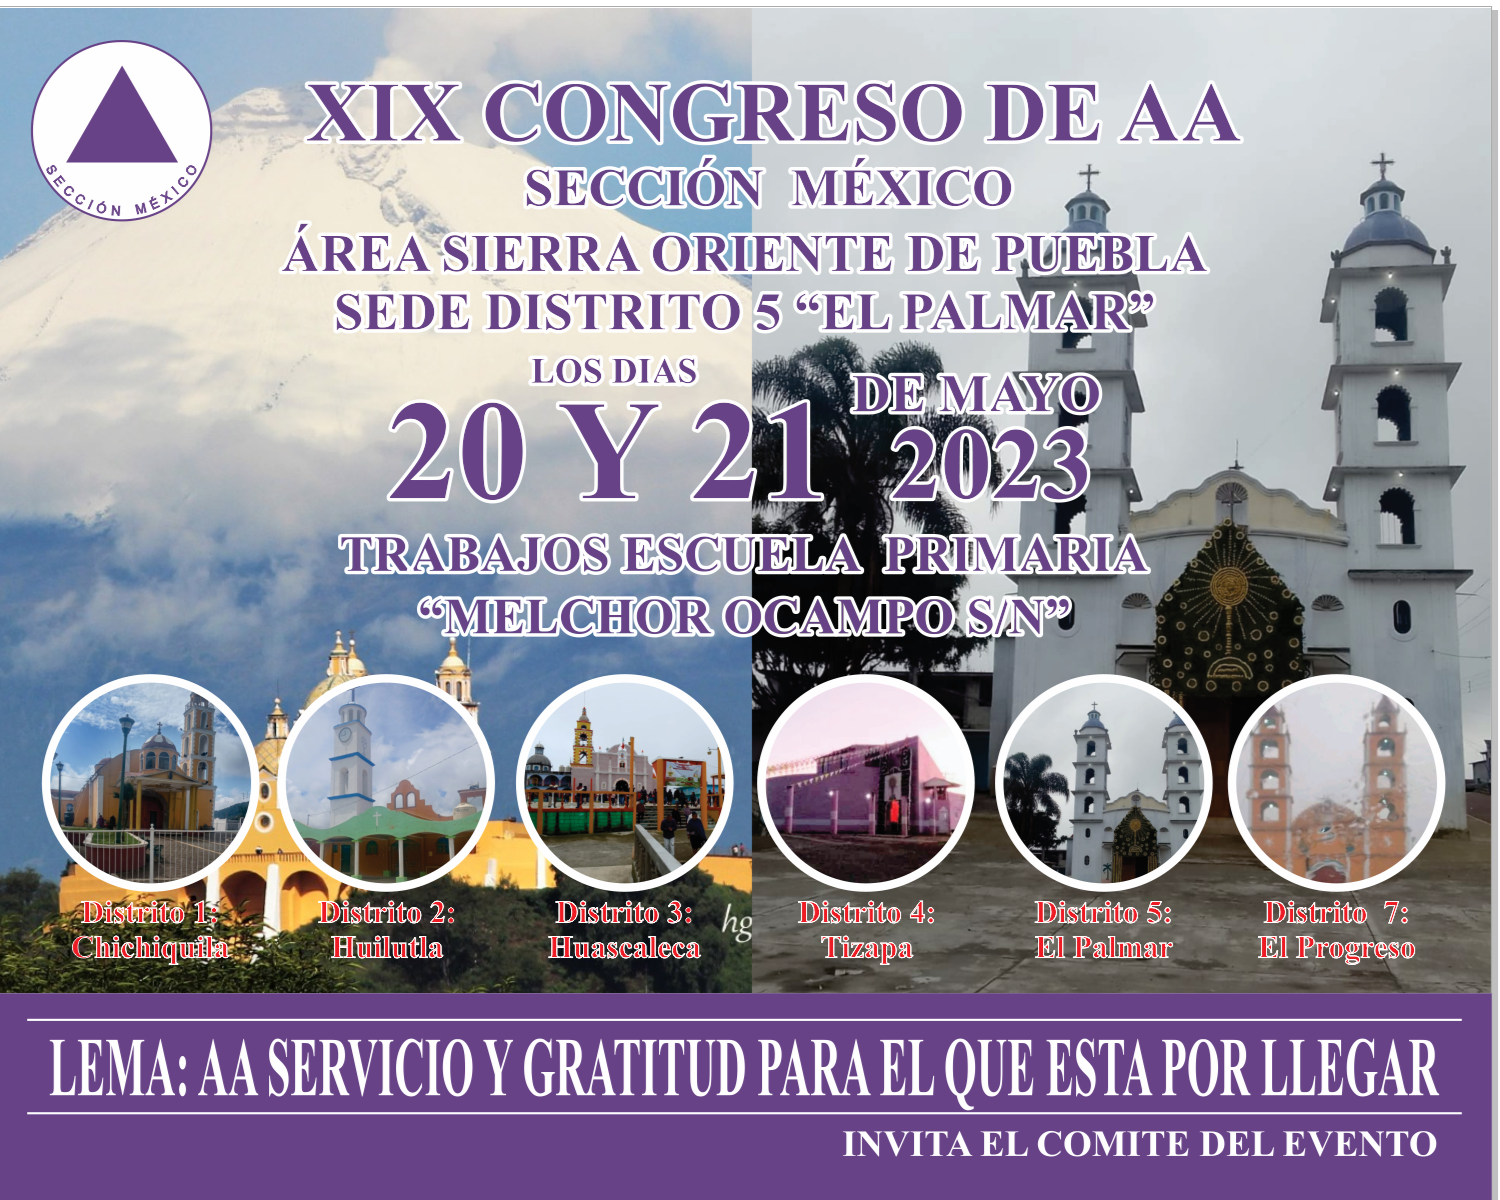 SECCIÓN MÉXICO
XIX CONGRESO DE AA
SECCIÓN MÉXICO
ÁREA SIERRA ORIENTE DE PUEBLA
SEDE DISTRITO 5 “EL PALMAR”
LOS DIAS
20 Y 21 DE MAYO
2023
TRABAJOS ESCUELA PRIMARIA
“MELCHOR OCAMPO S/N”
Distrito 1:
Chichiquila
Distrito 2:
Huilutla
Distrito 3:
Huascaleca
hg
Distrito 4:
Tizapa
Distrito 5:
El Palmar
Distrito 7:
El Progreso
LEMA: AA SERVICIO Y GRATITUD PARA EL QUE ESTA POR LLEGAR
INVITA EL COMITE DEL EVENTO